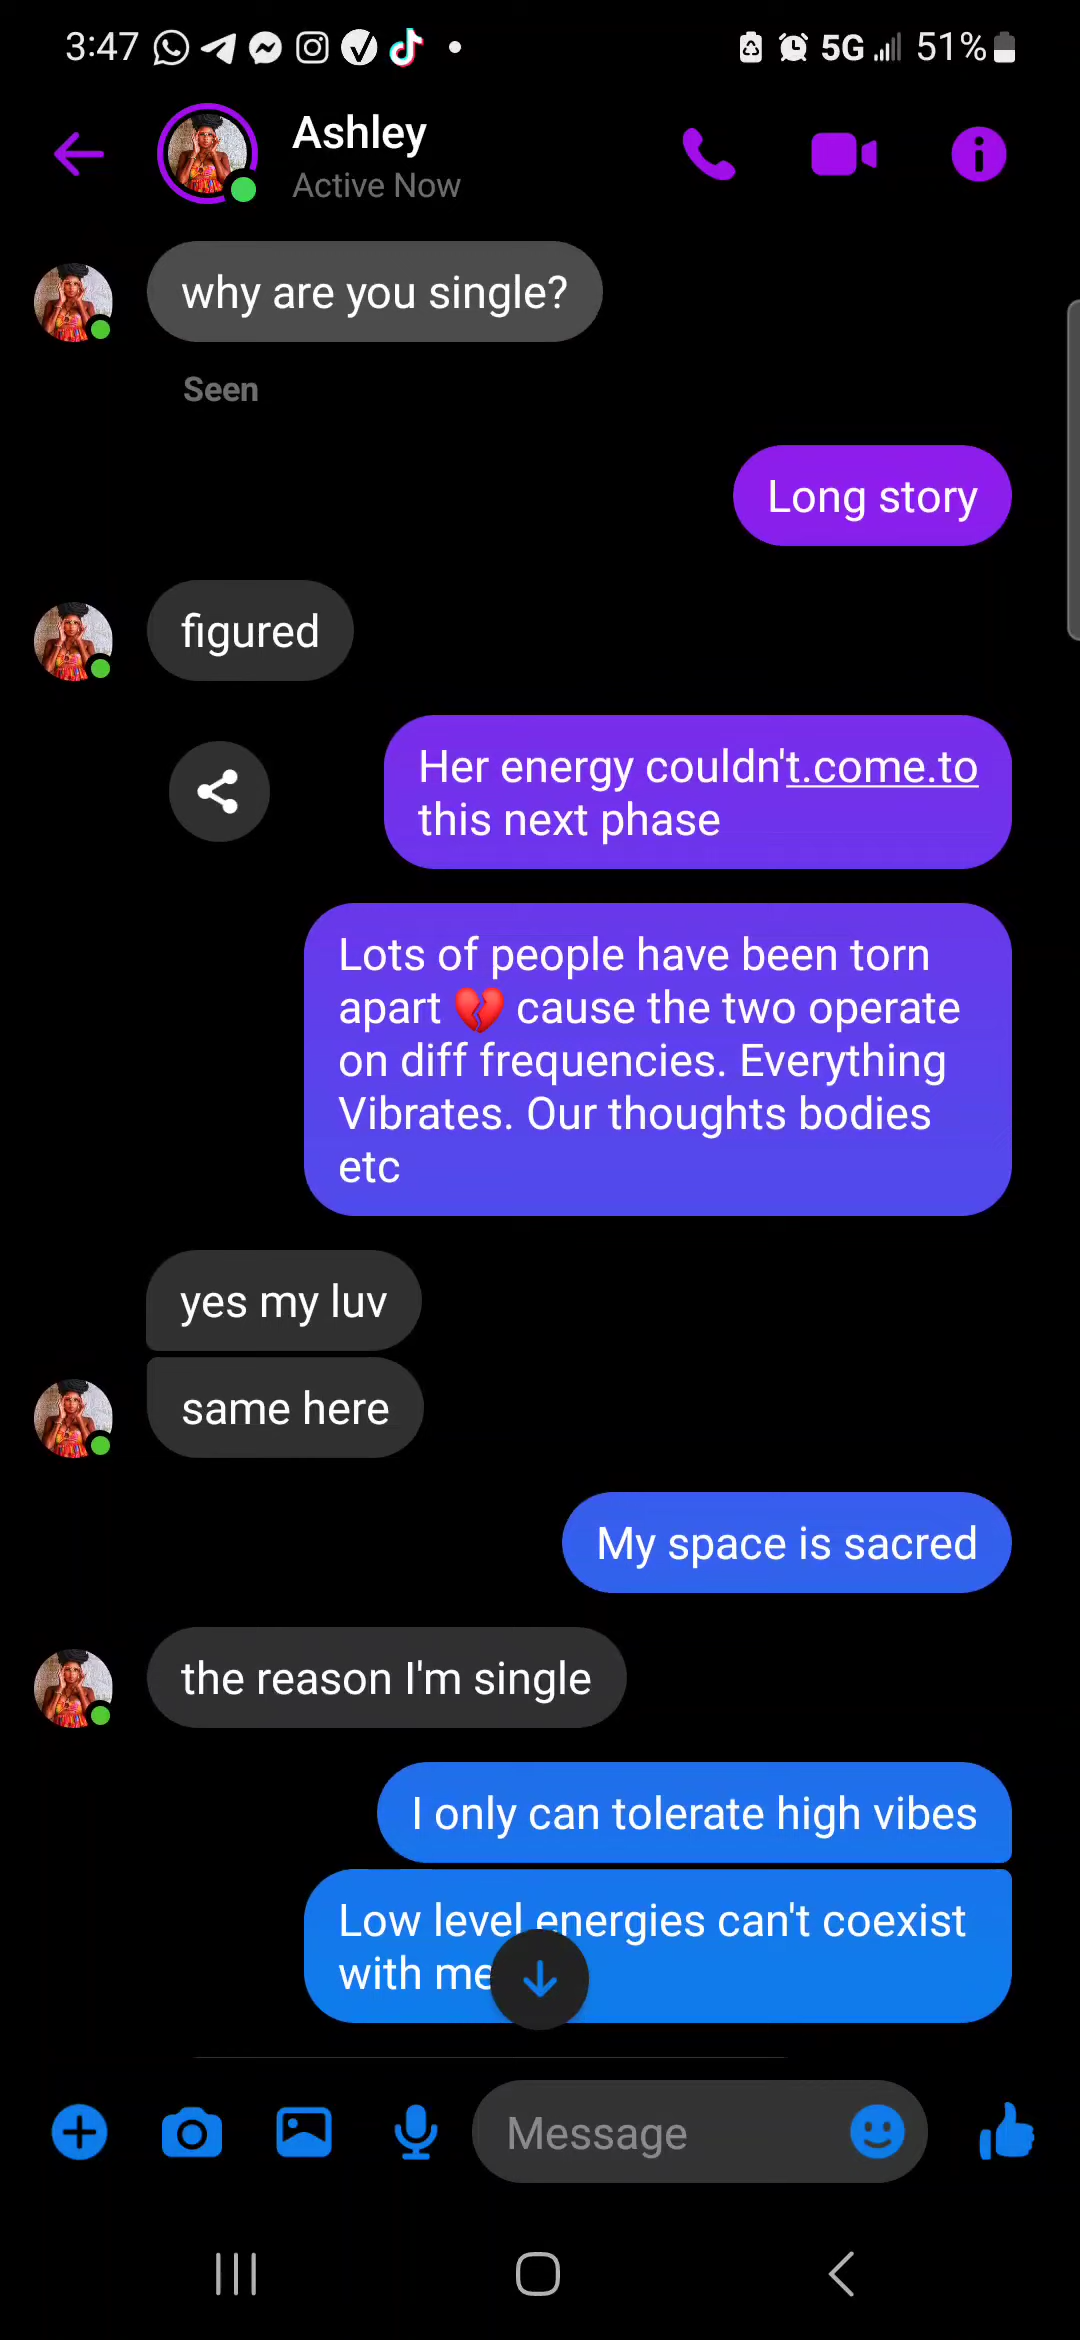 3:47
5G
51%
Ashley
Active Now
why are you single?
Seen
Long story
figured
Her energy couldn't.come.to
this next phase
Lots of people have been torn
apart 💔 cause the two operate
on diff frequencies. Everything
Vibrates. Our thoughts bodies
etc
yes my luv
same here
My space is sacred
the reason I'm single
I only can tolerate high vibes
Low level energies can't coexist
with me
Message